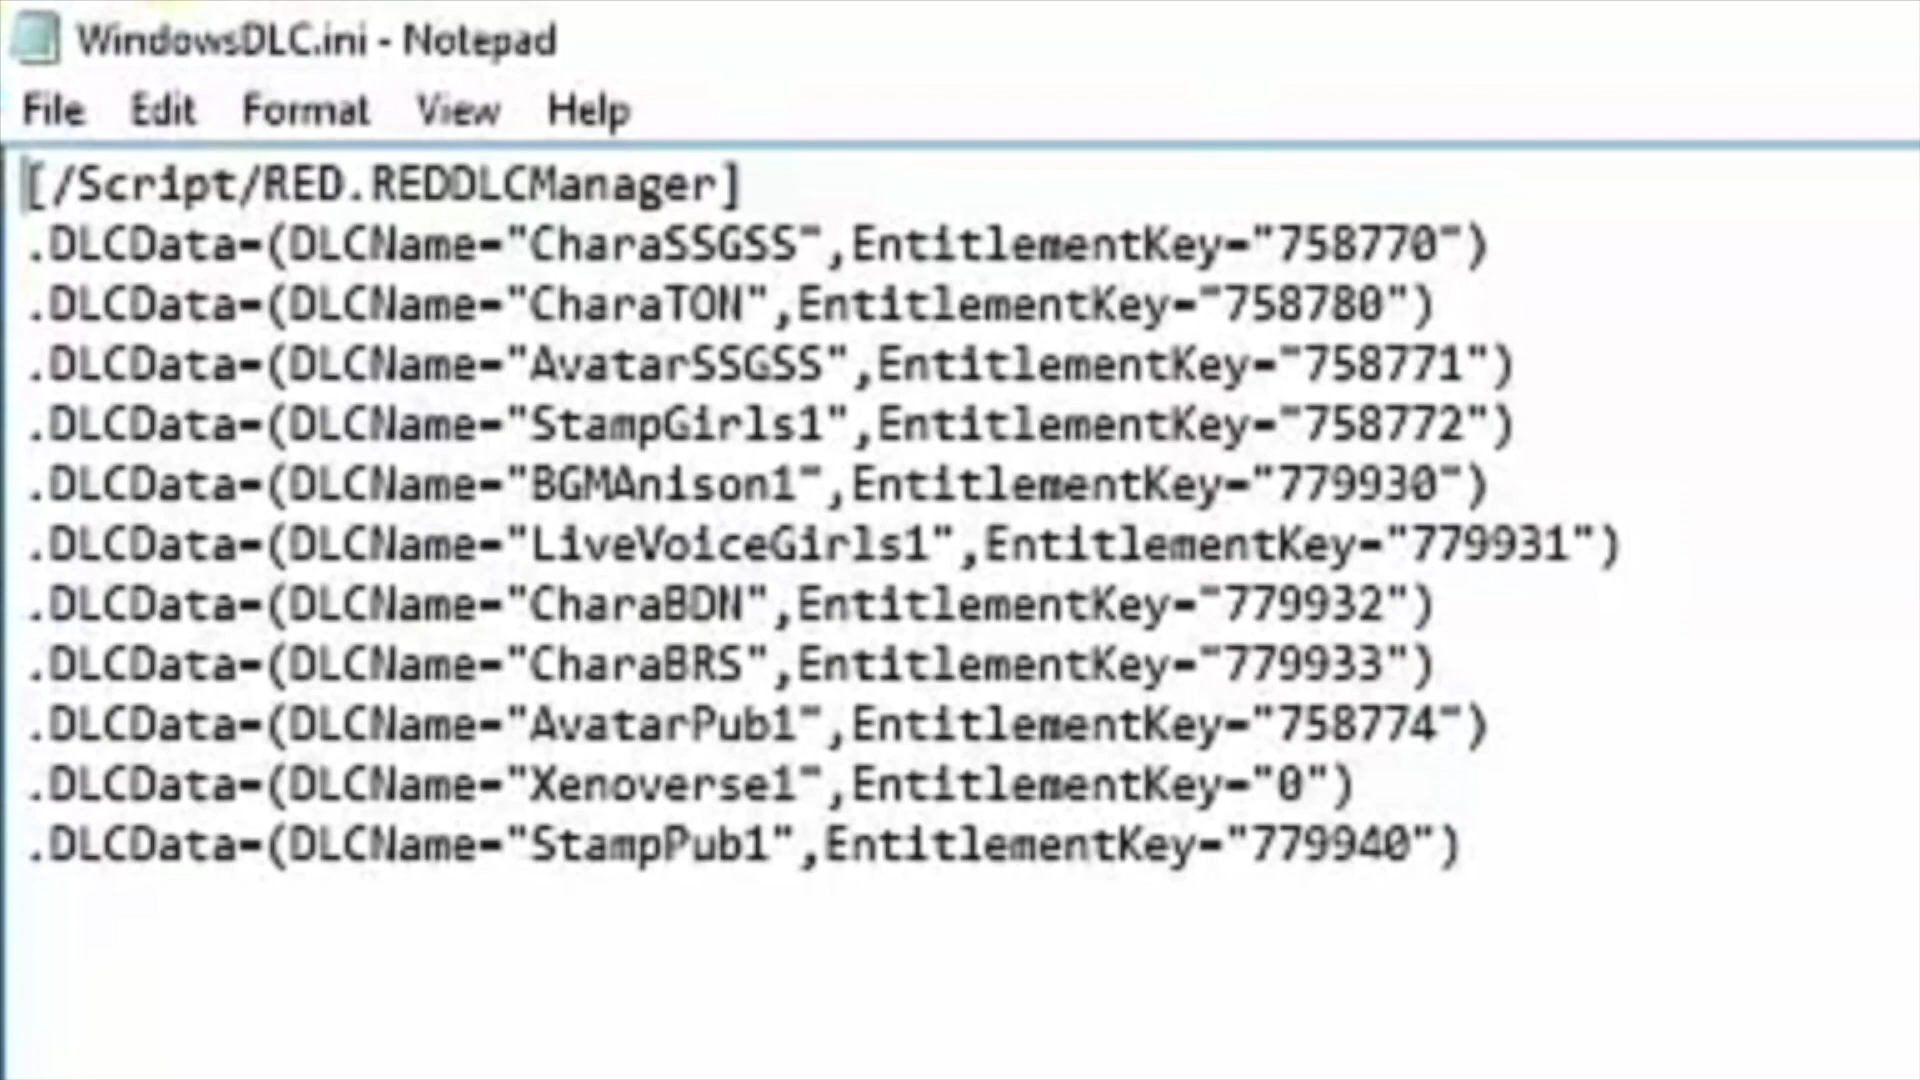 WindowsDLC.ini - Notepad
File Edit Format View Help
[/Script/RED.REDDLCManager]
.DLCData=(DLCName="CharaSSGSS",EntitlementKey="758770")
.DLCData=(DLCName="CharaTON",EntitlementKey="758780")
.DLCData=(DLCName="AvatarSSGSS",EntitlementKey="758771")
.DLCData=(DLCName="StampGirls1",EntitlementKey="758772")
.DLCData=(DLCName="BGMAnison1",EntitlementKey="779930")
.DLCData=(DLCName="LiveVoiceGirls1",EntitlementKey="779931")
.DLCData=(DLCName="CharaBDN",EntitlementKey="779932")
.DLCData=(DLCName="CharaBRS",EntitlementKey="779933")
.DLCData=(DLCName="AvatarPub1",EntitlementKey="758774")
.DLCData=(DLCName="Xenoverse1",EntitlementKey="0")
.DLCData=(DLCName="StampPub1",EntitlementKey="779940")